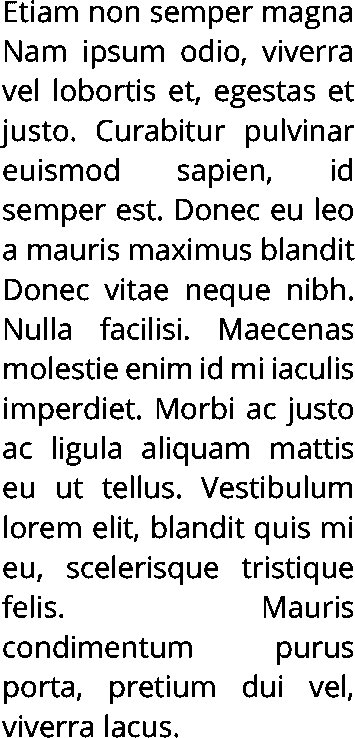 Etiam non semper magna
Nam ipsum odio, viverra
vel lobortis et, egestas et
justo. Curabitur pulvinar
euismod sapien, id
semper est. Donec eu leo
a mauris maximus blandit
Donec vitae neque nibh.
Nulla facilisi. Maecenas
molestie enim id mi iaculis
imperdiet. Morbi ac justo
ac ligula aliquam mattis
eu ut tellus. Vestibulum
lorem elit, blandit quis mi
eu, scelerisque tristique
felis. Mauris
condimentum purus
porta, pretium dui vel,
viverra lacus.